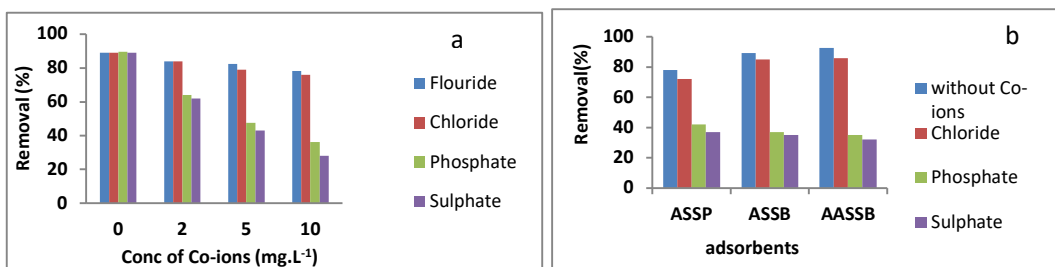 a
100
80
60
40
20
0
Removal (%)
0 2 5 10
Conc of Co-ions (mg.L⁻¹)
Flouride
Chloride
Phosphate
Sulphate
b
100
80
60
40
20
0
Removal(%)
ASSP ASSB AASSB
adsorbents
without Co-
ions
Chloride
Phosphate
Sulphate